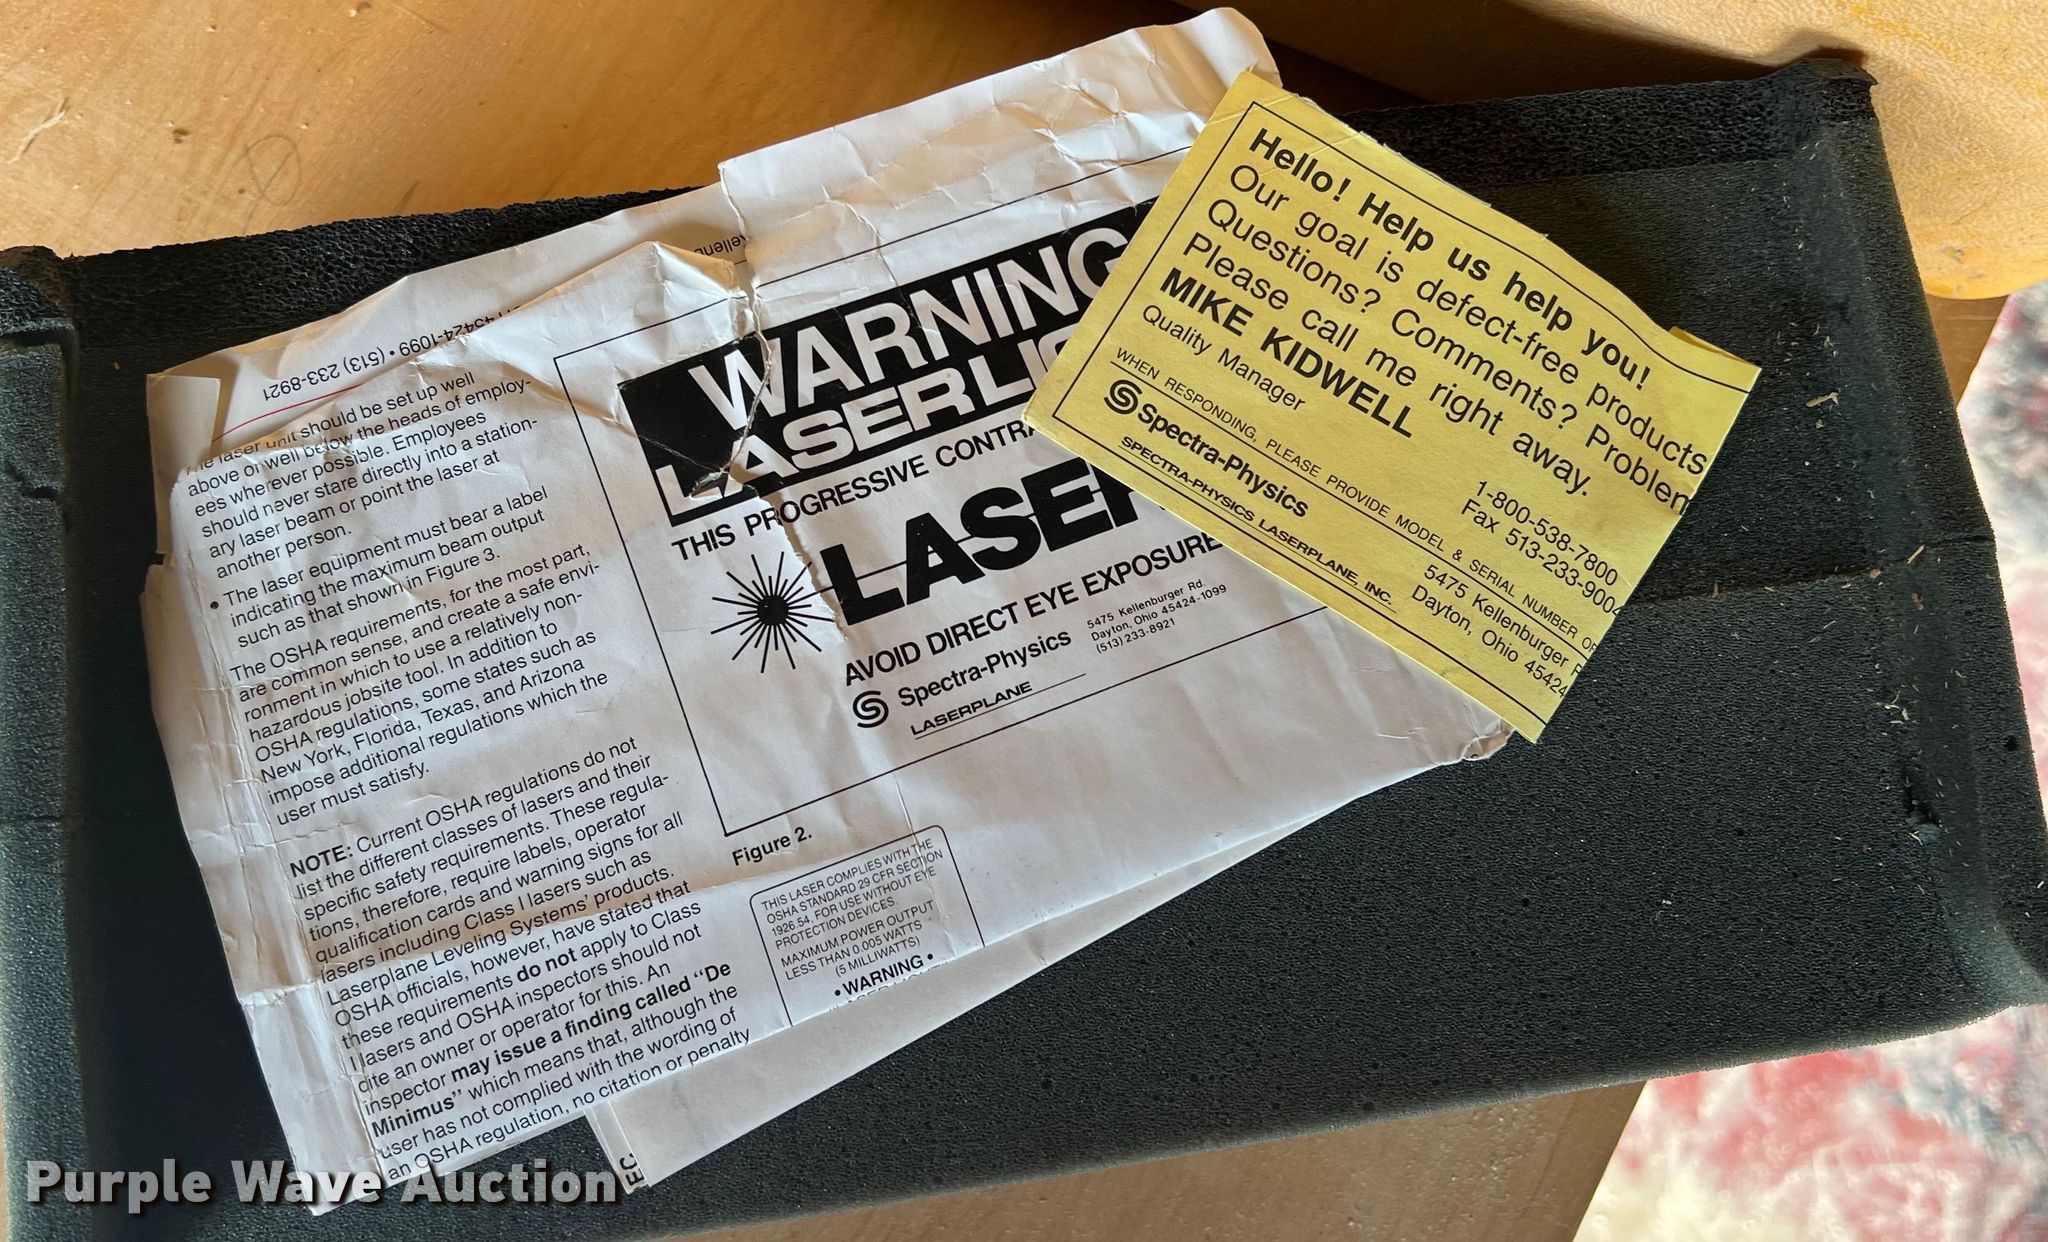 45424-1099 • (513) 233-8921
laser unit should be set up well
above or well below the heads of employ-
ees wherever possible. Employees
should never stare directly into a station-
ary laser beam or point the laser at
another person.
• The laser equipment must bear a label
indicating the maximum beam output
such as that shown in Figure 3.
The OSHA requirements, for the most part,
are common sense, and create a safe envi-
ronment in which to use a relatively non-
hazardous jobsite tool. In addition to
OSHA regulations, some states such as
New York, Florida, Texas, and Arizona
impose additional regulations which the
user must satisfy.
NOTE: Current OSHA regulations do not
list the different classes of lasers and their
specific safety requirements. These regula-
tions, therefore, require labels, operator
qualification cards and warning signs for all
lasers including Class I lasers such as
Laserplane Leveling Systems' products.
OSHA officials, however, have stated that
these requirements do not apply to Class
I lasers and OSHA inspectors should not
cite an owner or operator for this. An
inspector may issue a finding called “De
Minimus” which means that, although the
user has not complied with the wording of
an OSHA regulation, no citation or penalty
WARNING
LASER
THIS PROGRESSIVE
LASER
AVOID DIRECT EYE EXPOSURE
Spectra-Physics
LASERPLANE
5475 Kellenburger Rd.
Dayton, Ohio 45424-1099
(513) 233-8921
Figure 2.
THIS LASER COMPLIES WITH THE
OSHA STANDARD 29 CFR SECTION
1926.54, FOR USE WITHOUT EYE
PROTECTION DEVICES.
MAXIMUM POWER OUTPUT
LESS THAN 0.005 WATTS
(5 MILLIWATTS)
• WARNING •
Hello! Help us help you!
Our goal is defect-free products
Questions? Comments? Problem
Please call me right away.
MIKE KIDWELL
Quality Manager
1-800-538-7800
Fax 513-233-9004
WHEN RESPONDING, PLEASE PROVIDE MODEL & SERIAL NUMBER OF
Spectra-Physics
SPECTRA-PHYSICS LASERPLANE, INC.
5475 Kellenburger R
Dayton, Ohio 45424
Purple Wave Auction